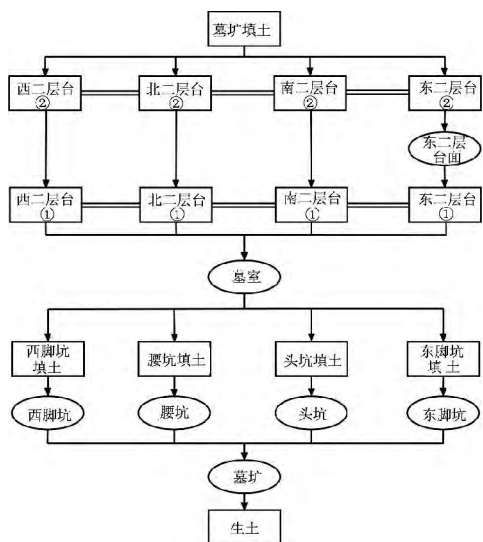 墓圹填土
西二层台
②
北二层台
②
南二层台
②
东二层台
②
东二层
台面
西二层台
①
北二层台
①
南二层台
①
东二层台
①
墓室
西脚坑
填土
腰坑填土
头坑填土
东脚坑
填土
西脚坑
腰坑
头坑
东脚坑
墓圹
生土